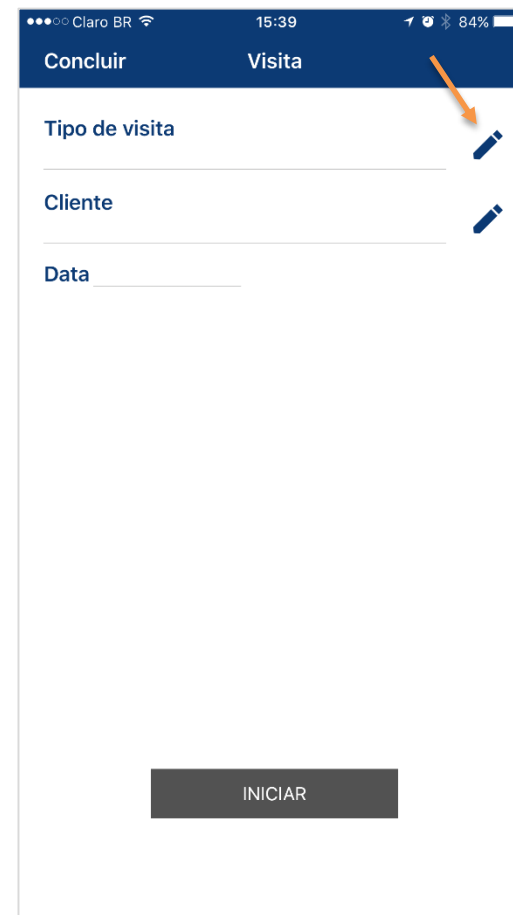 Claro BR 15:39 84%
Concluir Visita
Tipo de visita
Cliente
Data
INICIAR